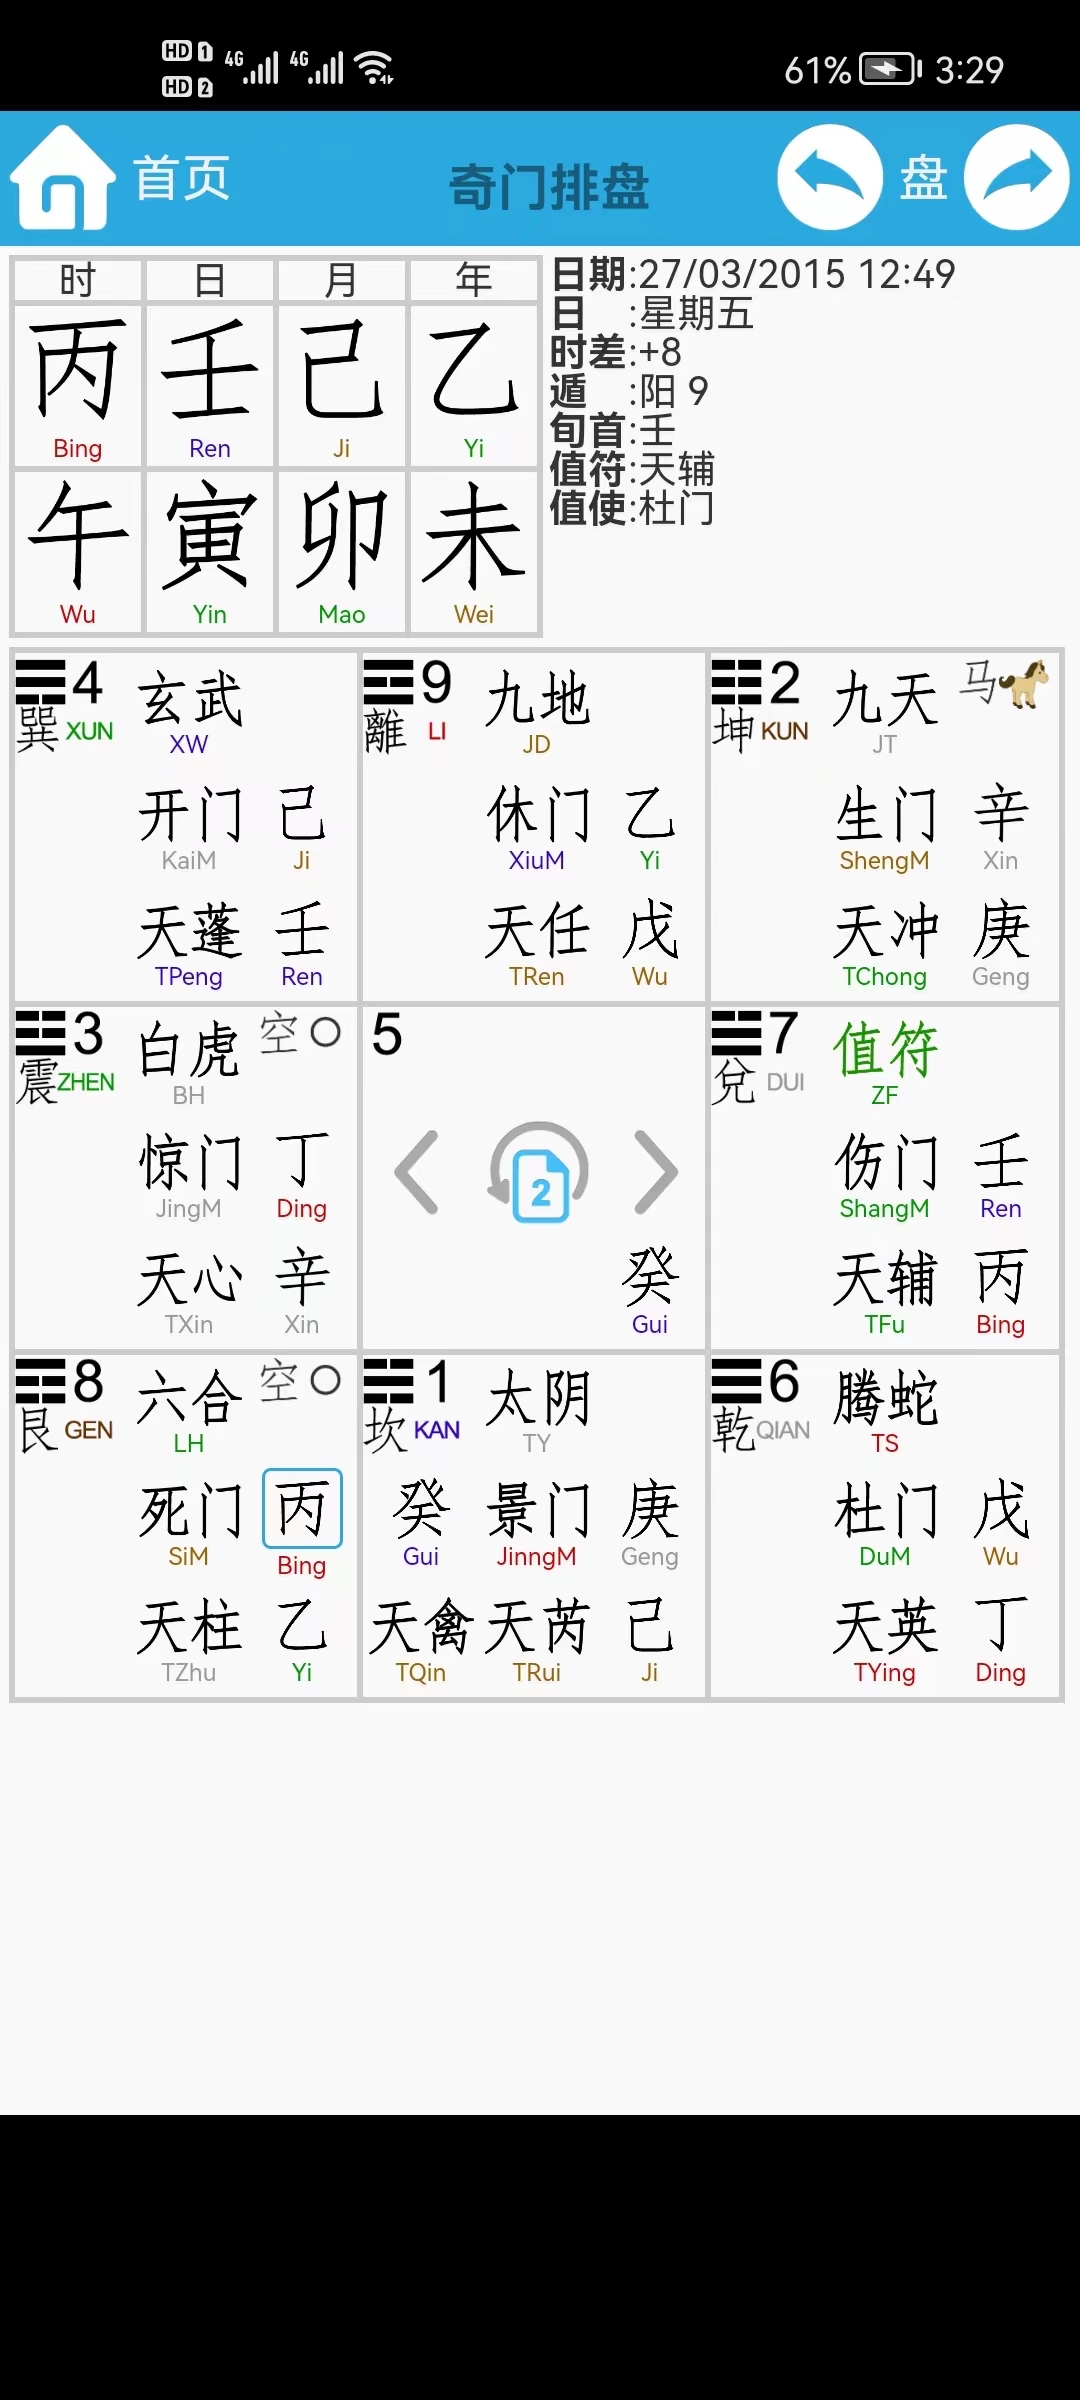 HD 1 4G 4G 61% 3:29
HD 2
首页 奇门排盘 盘
时 日 月 年
丙 壬 己 乙
Bing Ren Ji Yi
午 寅 卯 未
Wu Yin Mao Wei
日期:27/03/2015 12:49
日 :星期五
时差:+8
遁 :阳 9
旬首:壬
值符:天辅
值使:杜门
4 玄武
巽 XUN XW
开门 己
KaiM Ji
天蓬 壬
TPeng Ren
9 九地
離 LI JD
休门 乙
XiuM Yi
天任 戊
TRen Wu
2 九天 马
坤 KUN JT
生门 辛
ShengM Xin
天冲 庚
TChong Geng
3 白虎 空
震 ZHEN BH
惊门 丁
JingM Ding
天心 辛
TXin Xin
5
2
癸
Gui
7 值符
兌 DUI ZF
伤门 壬
ShangM Ren
天辅 丙
TFu Bing
8 六合 空
艮 GEN LH
死门 丙
SiM Bing
天柱 乙
TZhu Yi
1 太阴
坎 KAN TY
癸 景门 庚
Gui JinngM Geng
天禽 天芮 己
TQin TRui Ji
6 腾蛇
乾 QIAN TS
杜门 戊
DuM Wu
天英 丁
TYing Ding